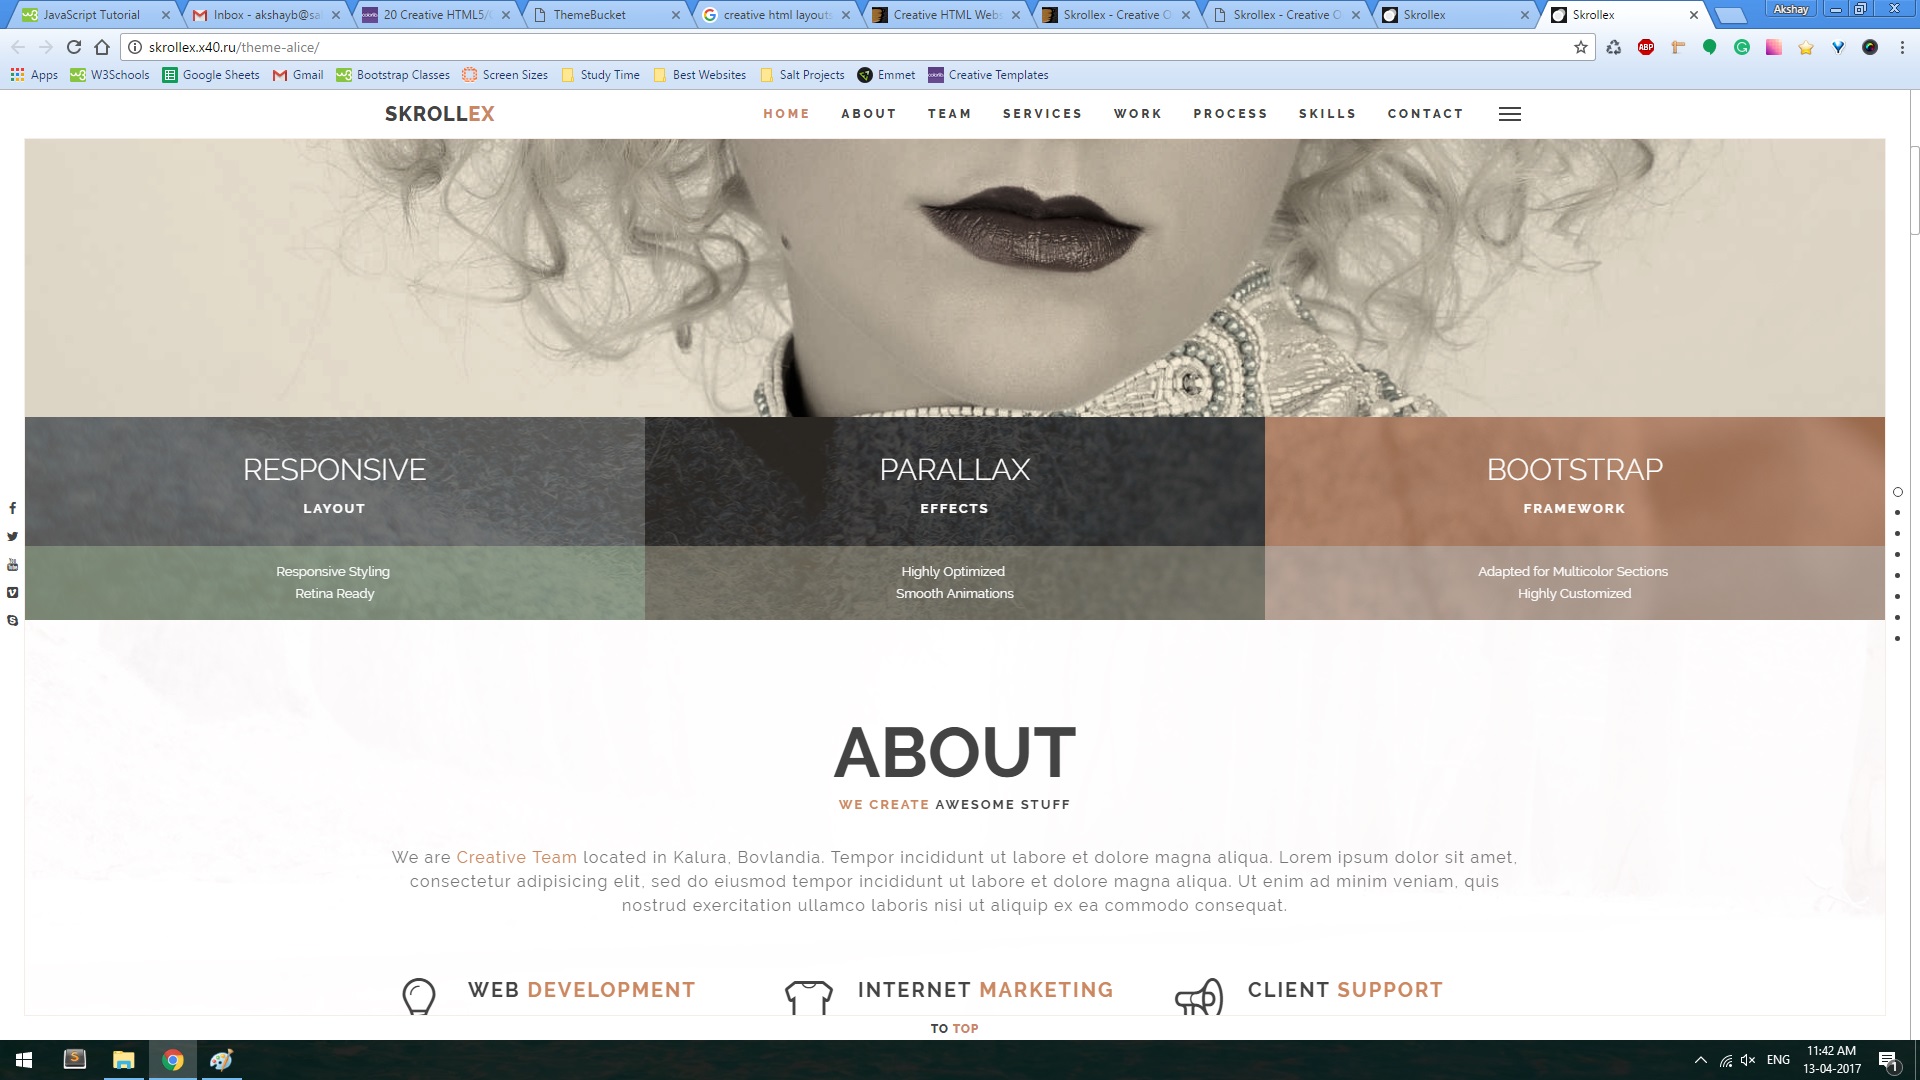 JavaScript Tutorial
Inbox - akshayb@sa
20 Creative HTML5/
ThemeBucket
creative html layouts
Creative HTML Webs
Skrollex - Creative O
Skrollex - Creative O
Skrollex
Skrollex
Akshay
skrollex.x40.ru/theme-alice/
ABP
Apps
W3Schools
Google Sheets
Gmail
Bootstrap Classes
Screen Sizes
Study Time
Best Websites
Salt Projects
Emmet
Creative Templates
SKROLLEX
HOME
ABOUT
TEAM
SERVICES
WORK
PROCESS
SKILLS
CONTACT
RESPONSIVE
LAYOUT
Responsive Styling
Retina Ready
PARALLAX
EFFECTS
Highly Optimized
Smooth Animations
BOOTSTRAP
FRAMEWORK
Adapted for Multicolor Sections
Highly Customized
ABOUT
WE CREATE AWESOME STUFF
We are Creative Team located in Kalura, Bovlandia. Tempor incididunt ut labore et dolore magna aliqua. Lorem ipsum dolor sit amet,
consectetur adipisicing elit, sed do eiusmod tempor incididunt ut labore et dolore magna aliqua. Ut enim ad minim veniam, quis
nostrud exercitation ullamco laboris nisi ut aliquip ex ea commodo consequat.
WEB DEVELOPMENT
INTERNET MARKETING
CLIENT SUPPORT
TO TOP
ENG
11:42 AM
13-04-2017
1